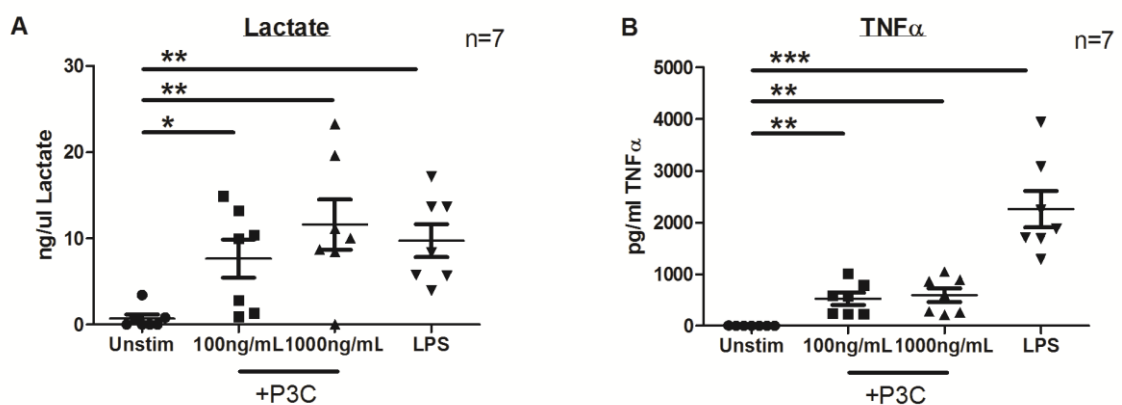 A
Lactate
n=7
**
**
*
ng/ul Lactate
30
20
10
0
Unstim 100ng/mL 1000ng/mL LPS
+P3C
B
TNFα
n=7
***
**
**
pg/ml TNFα
5000
4000
3000
2000
1000
0
Unstim 100ng/mL 1000ng/mL LPS
+P3C